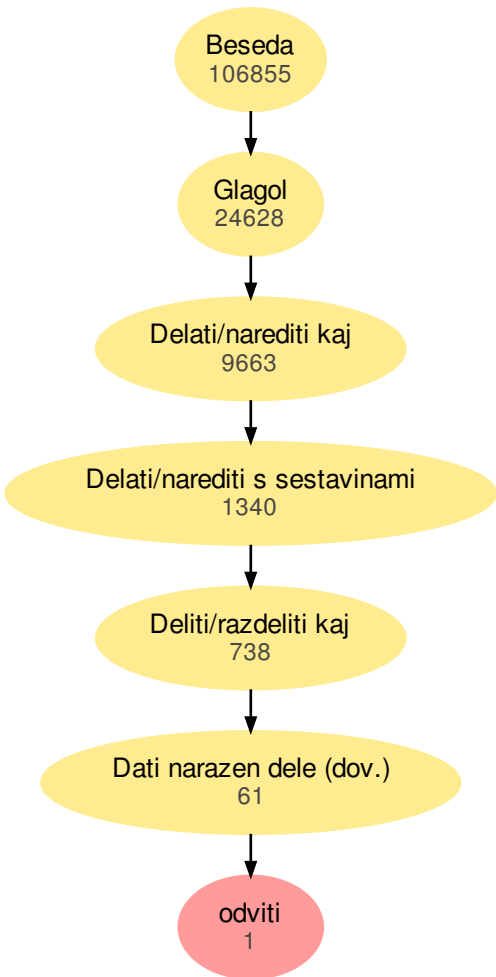 Beseda
106855
Glagol
24628
Delati/narediti kaj
9663
Delati/narediti s sestavinami
1340
Deliti/razdeliti kaj
738
Dati narazen dele (dov.)
61
odviti
1